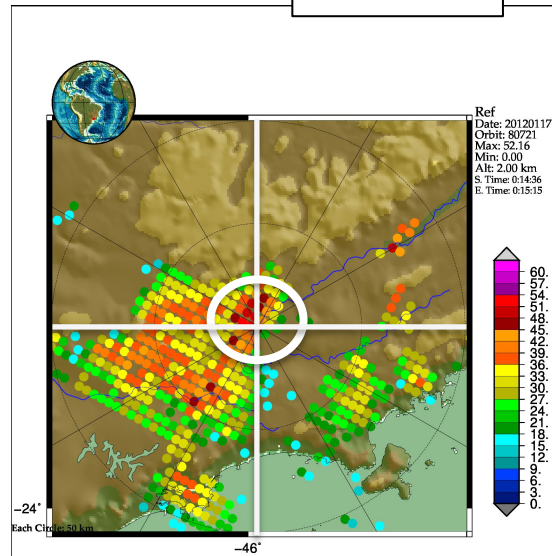 Ref
Date: 20120117
Orbit: 80721
Max: 52.16
Min: 0.00
Alt: 2.00 km
S. Time: 0:14:36
E. Time: 0:15:15
60.
57.
54.
51.
48.
45.
42.
39.
36.
33.
30.
27.
24.
21.
18.
15.
12.
9.
6.
3.
0.
-24°
Each Circle: 50 km
-46°